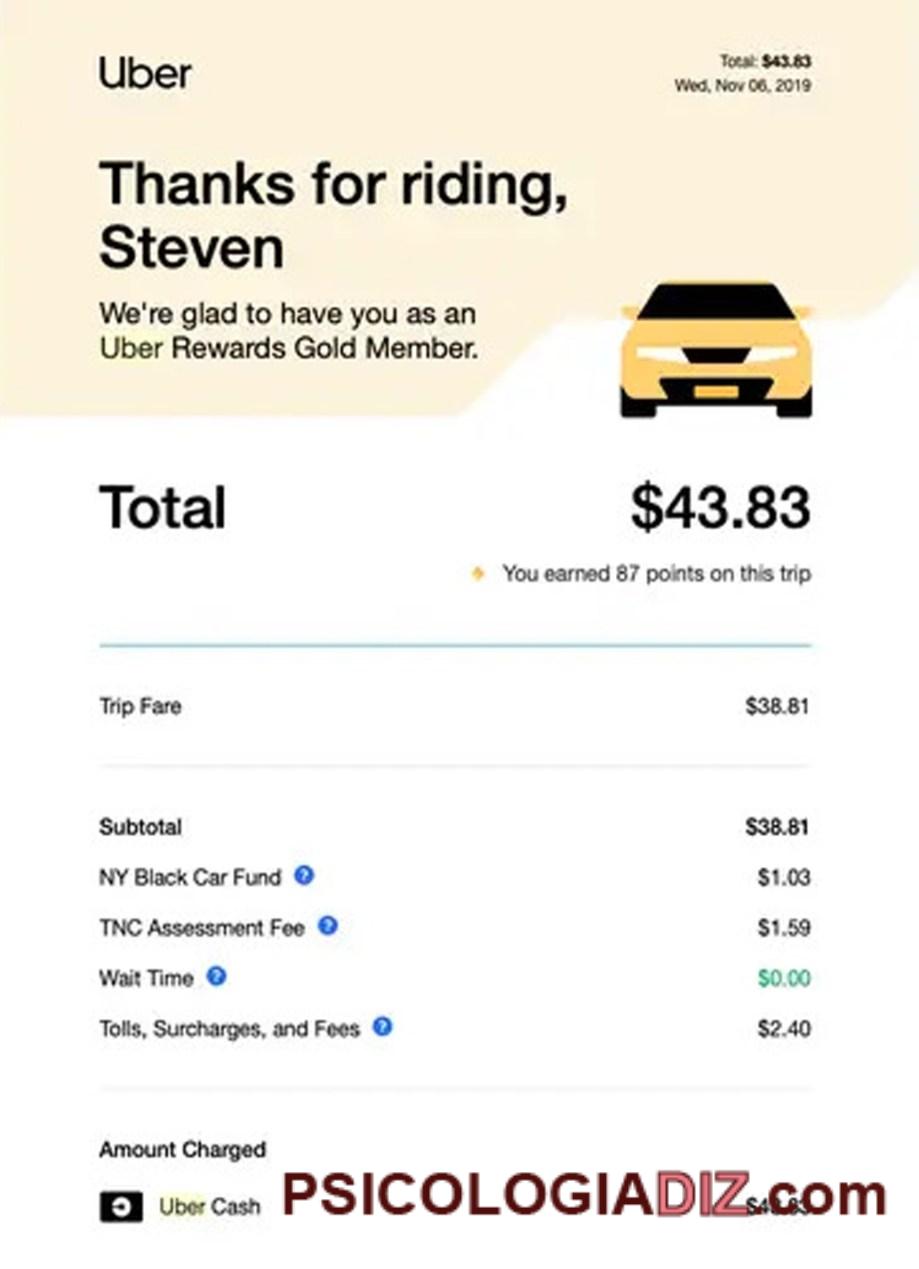 Uber
Total: $43.83
Wed, Nov 06, 2019
Thanks for riding,
Steven
We're glad to have you as an
Uber Rewards Gold Member.
Total $43.83
You earned 87 points on this trip
Trip Fare $38.81
Subtotal $38.81
NY Black Car Fund ? $1.03
TNC Assessment Fee ? $1.59
Wait Time ? $0.00
Tolls, Surcharges, and Fees ? $2.40
Amount Charged
Uber Cash $43.83
PSICOLOGIADIZ.com